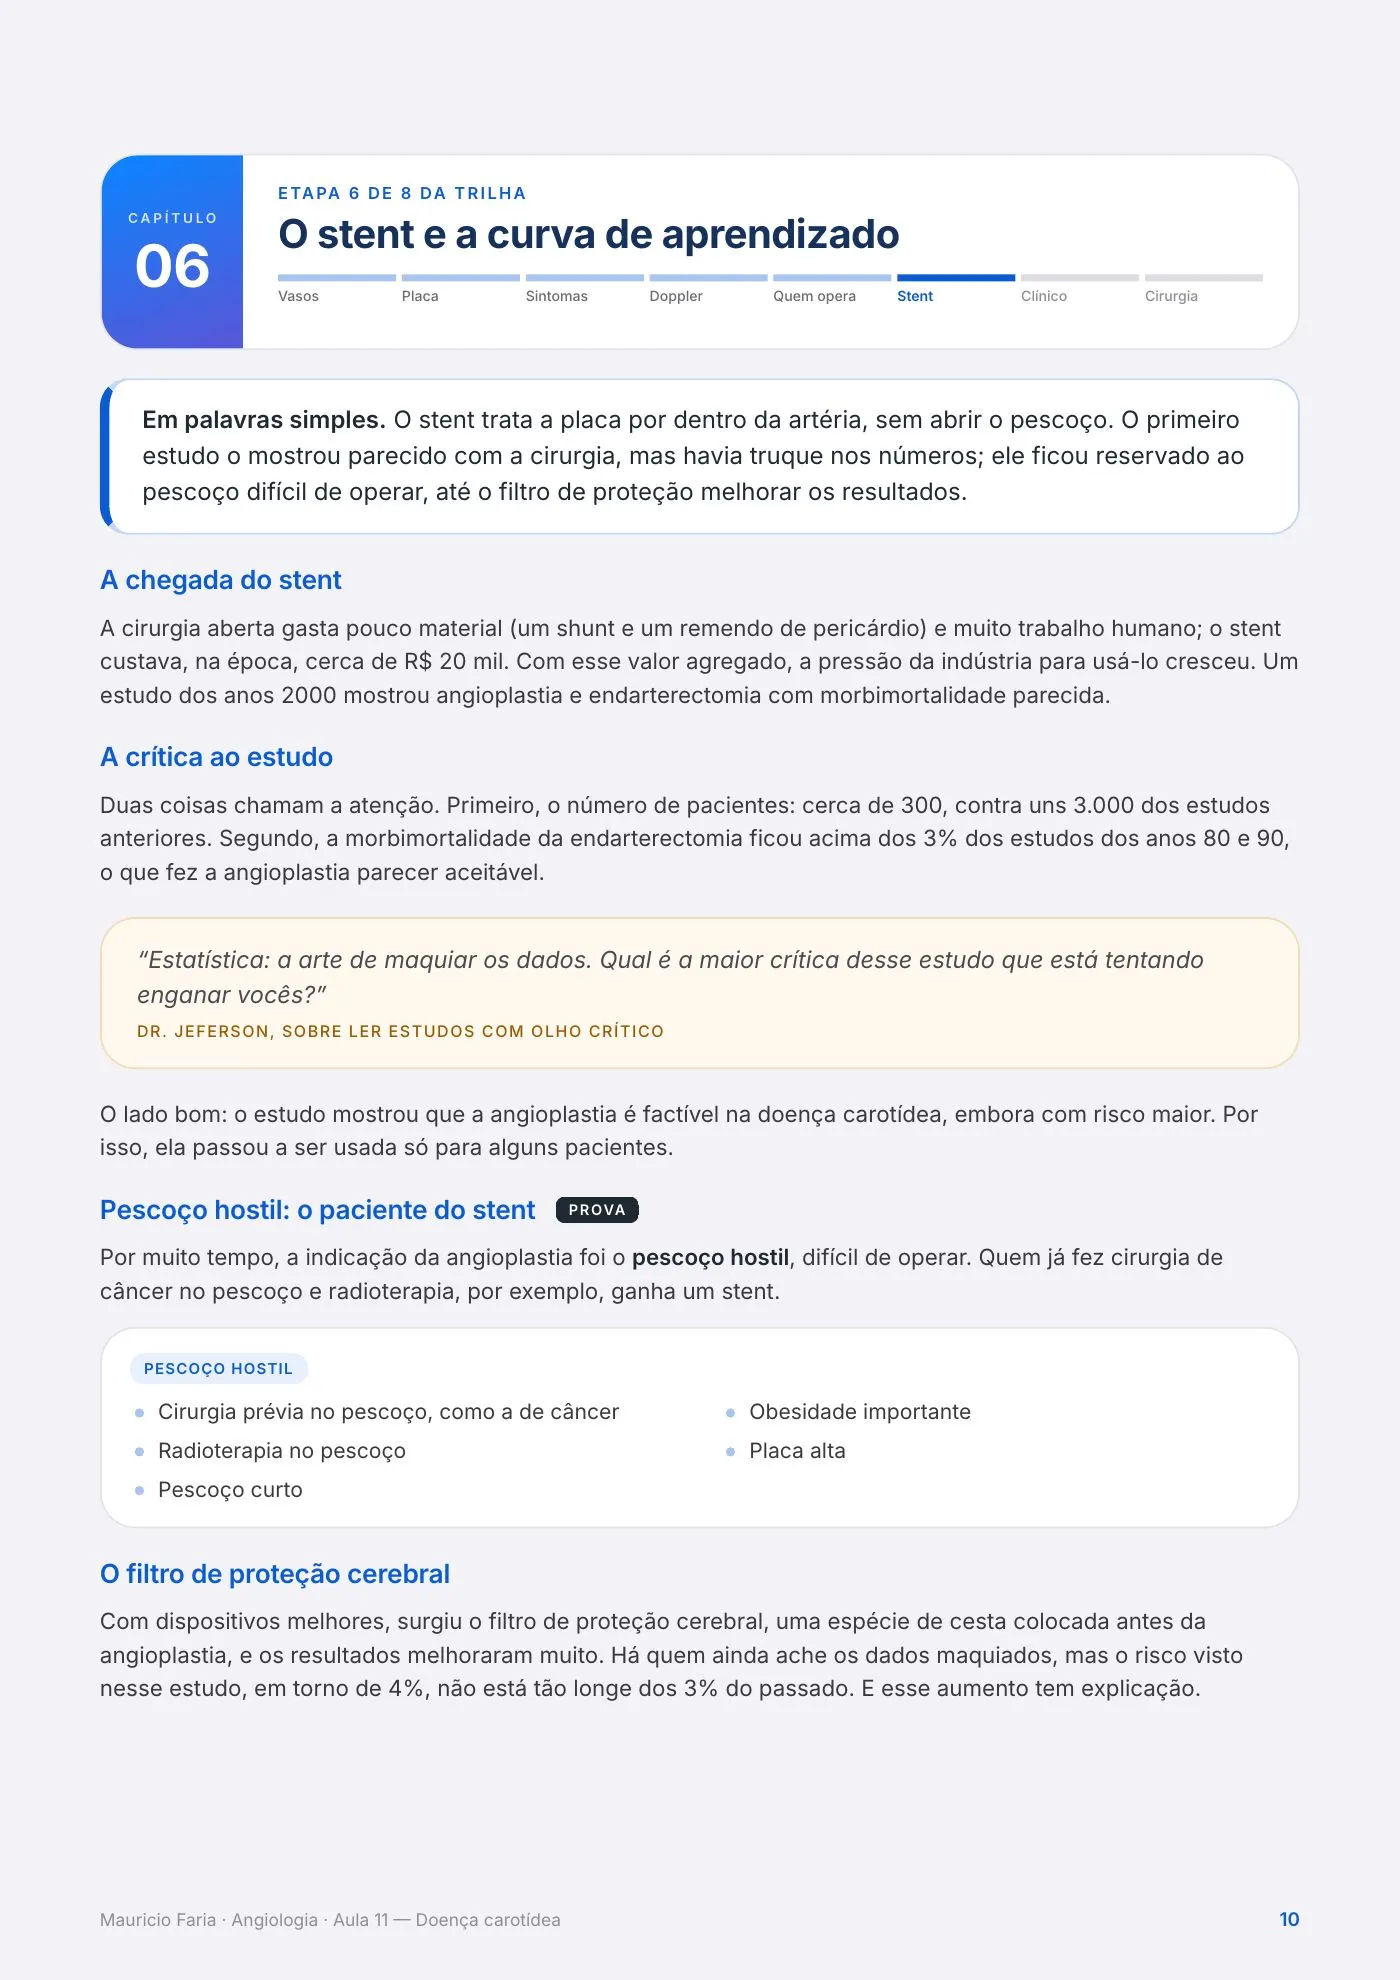 CAPÍTULO
06
ETAPA 6 DE 8 DA TRILHA
O stent e a curva de aprendizado
Vasos Placa Sintomas Doppler Quem opera Stent Clínico Cirurgia
Em palavras simples. O stent trata a placa por dentro da artéria, sem abrir o pescoço. O primeiro
estudo o mostrou parecido com a cirurgia, mas havia truque nos números; ele ficou reservado ao
pescoço difícil de operar, até o filtro de proteção melhorar os resultados.
A chegada do stent
A cirurgia aberta gasta pouco material (um shunt e um remendo de pericárdio) e muito trabalho humano; o stent
custava, na época, cerca de R$ 20 mil. Com esse valor agregado, a pressão da indústria para usá-lo cresceu. Um
estudo dos anos 2000 mostrou angioplastia e endarterectomia com morbimortalidade parecida.
A crítica ao estudo
Duas coisas chamam a atenção. Primeiro, o número de pacientes: cerca de 300, contra uns 3.000 dos estudos
anteriores. Segundo, a morbimortalidade da endarterectomia ficou acima dos 3% dos estudos dos anos 80 e 90,
o que fez a angioplastia parecer aceitável.
“Estatística: a arte de maquiar os dados. Qual é a maior crítica desse estudo que está tentando
enganar vocês?”
DR. JEFERSON, SOBRE LER ESTUDOS COM OLHO CRÍTICO
O lado bom: o estudo mostrou que a angioplastia é factível na doença carotídea, embora com risco maior. Por
isso, ela passou a ser usada só para alguns pacientes.
Pescoço hostil: o paciente do stent PROVA
Por muito tempo, a indicação da angioplastia foi o pescoço hostil, difícil de operar. Quem já fez cirurgia de
câncer no pescoço e radioterapia, por exemplo, ganha um stent.
PESCOÇO HOSTIL
Cirurgia prévia no pescoço, como a de câncer
Radioterapia no pescoço
Pescoço curto
Obesidade importante
Placa alta
O filtro de proteção cerebral
Com dispositivos melhores, surgiu o filtro de proteção cerebral, uma espécie de cesta colocada antes da
angioplastia, e os resultados melhoraram muito. Há quem ainda ache os dados maquiados, mas o risco visto
nesse estudo, em torno de 4%, não está tão longe dos 3% do passado. E esse aumento tem explicação.
Mauricio Faria · Angiologia · Aula 11 — Doença carotídea
10